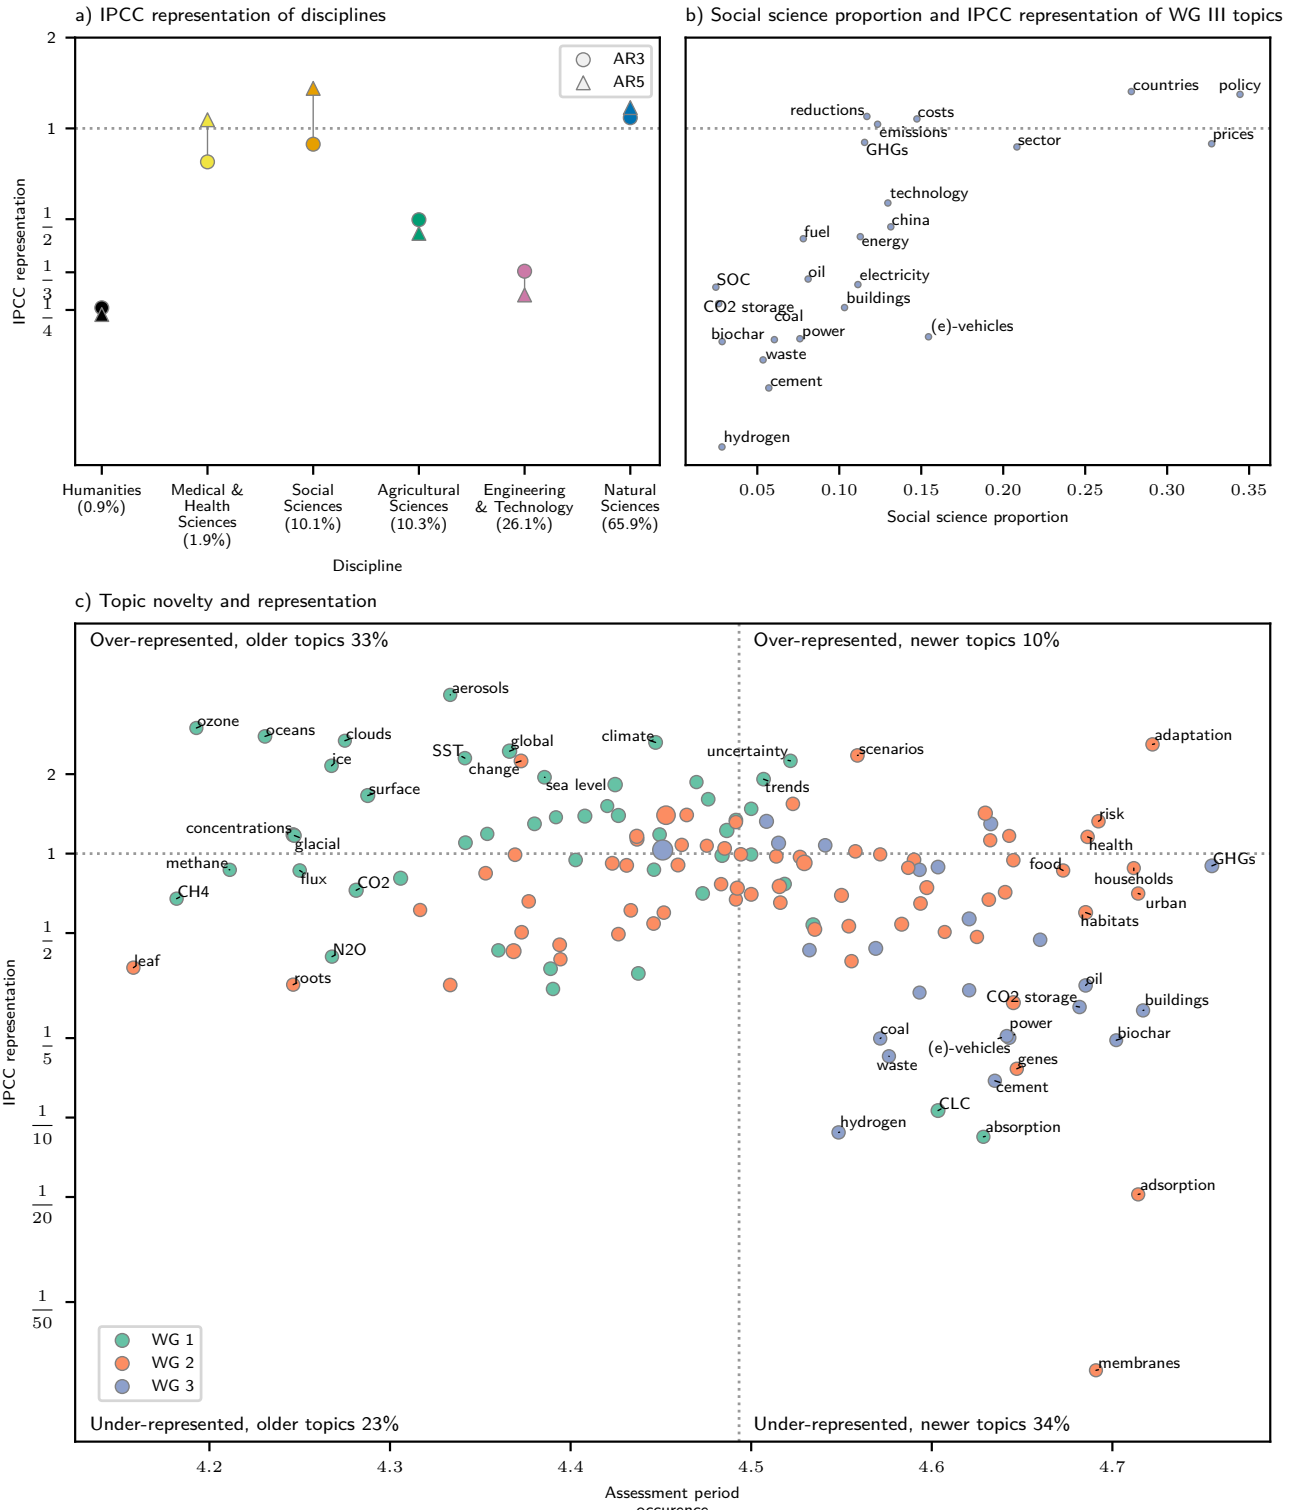 a) IPCC representation of disciplines
2
1
1
2
1
3
1
4
IPCC representation
AR3
AR5
Humanities
(0.9%)
Medical &
Health
Sciences
(1.9%)
Social
Sciences
(10.1%)
Agricultural
Sciences
(10.3%)
Engineering
& Technology
(26.1%)
Natural
Sciences
(65.9%)
Discipline
b) Social science proportion and IPCC representation of WG III topics
countries
policy
reductions
costs
emissions
GHGs
sector
prices
technology
china
fuel
energy
SOC
oil
electricity
CO2 storage
buildings
coal
biochar
power
(e)-vehicles
waste
cement
hydrogen
0.05
0.10
0.15
0.20
0.25
0.30
0.35
Social science proportion
c) Topic novelty and representation
Over-represented, older topics 33%
Over-represented, newer topics 10%
aerosols
ozone
oceans
clouds
SST
global
climate
uncertainty
scenarios
adaptation
ice
change
sea level
trends
surface
concentrations
glacial
risk
health
methane
flux
food
households
GHGs
CH4
CO2
urban
habitats
leaf
N2O
roots
oil
CO2 storage
buildings
coal
power
biochar
(e)-vehicles
waste
genes
cement
CLC
hydrogen
absorption
adsorption
membranes
2
1
1
2
1
5
1
10
1
20
1
50
IPCC representation
WG 1
WG 2
WG 3
Under-represented, older topics 23%
Under-represented, newer topics 34%
4.2
4.3
4.4
4.5
4.6
4.7
Assessment period
occurence